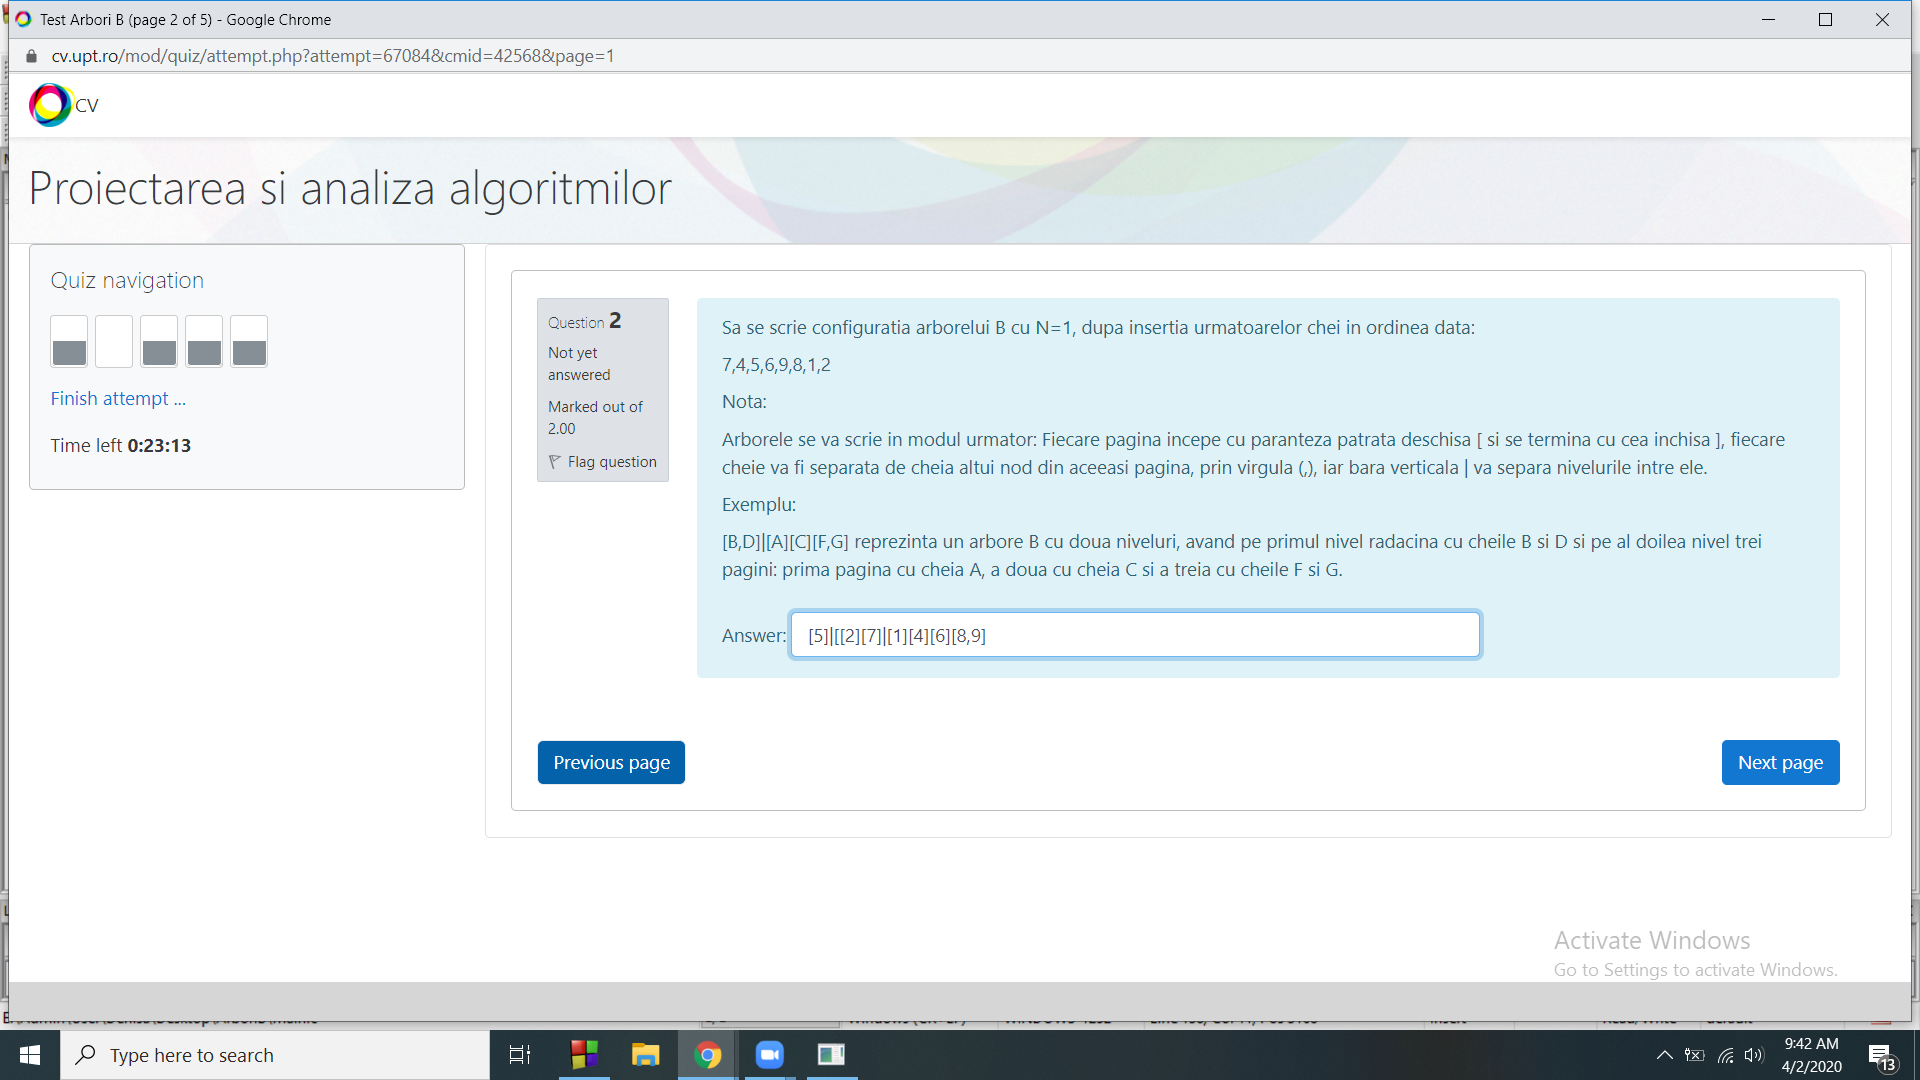 Test Arbori B (page 2 of 5) - Google Chrome
cv.upt.ro/mod/quiz/attempt.php?attempt=67084&cmid=42568&page=1
CV
Proiectarea si analiza algoritmilor
Quiz navigation
Finish attempt ...
Time left 0:23:13
Question 2
Not yet
answered
Marked out of
2.00
Flag question
Sa se scrie configuratia arborelui B cu N=1, dupa insertia urmatoarelor chei in ordinea data:
7,4,5,6,9,8,1,2
Nota:
Arborele se va scrie in modul urmator: Fiecare pagina incepe cu paranteza patrata deschisa [ si se termina cu cea inchisa ], fiecare
cheie va fi separata de cheia altui nod din aceeasi pagina, prin virgula (,), iar bara verticala | va separa nivelurile intre ele.
Exemplu:
[B,D]|[A][C][F,G] reprezinta un arbore B cu doua niveluri, avand pe primul nivel radacina cu cheile B si D si pe al doilea nivel trei
pagini: prima pagina cu cheia A, a doua cu cheia C si a treia cu cheile F si G.
Answer: [5]|[[2][7]|[1][4][6][8,9]
Previous page
Next page
Activate Windows
Go to Settings to activate Windows.
Type here to search
9:42 AM
4/2/2020
13